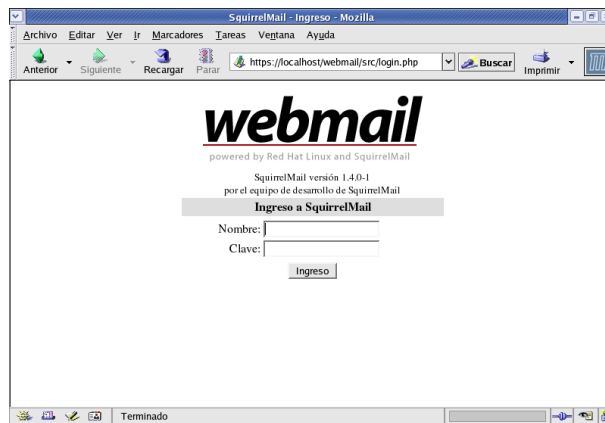 SquirrelMail - Ingreso - Mozilla
Archivo Editar Ver Ir Marcadores Tareas Ventana Ayuda
Anterior Siguiente Recargar Parar https://localhost/webmail/src/login.php Buscar Imprimir
webmail
powered by Red Hat Linux and SquirrelMail
SquirrelMail versión 1.4.0-1
por el equipo de desarrollo de SquirrelMail
Ingreso a SquirrelMail
Nombre:
Clave:
Ingreso
Terminado